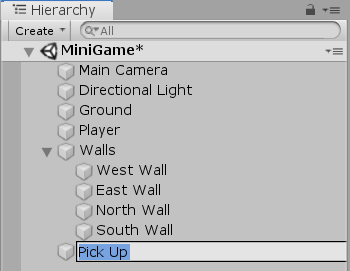 Hierarchy
Create All
MiniGame*
Main Camera
Directional Light
Ground
Player
Walls
West Wall
East Wall
North Wall
South Wall
Pick Up